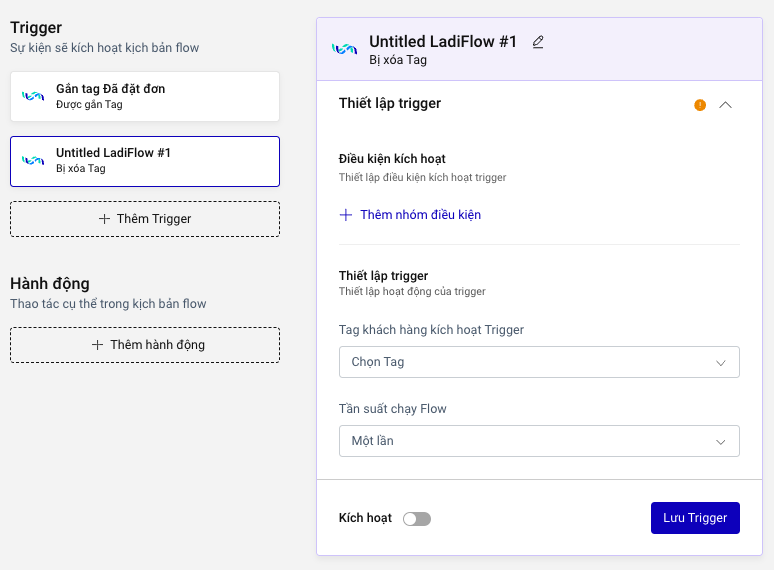 Trigger
Sự kiện sẽ kích hoạt kịch bản flow
Gắn tag Đã đặt đơn
Được gắn Tag
Untitled LadiFlow #1
Bị xóa Tag
Thêm Trigger
Hành động
Thao tác cụ thể trong kịch bản flow
Thêm hành động
Untitled LadiFlow #1
Bị xóa Tag
Thiết lập trigger
Điều kiện kích hoạt
Thiết lập điều kiện kích hoạt trigger
Thêm nhóm điều kiện
Thiết lập trigger
Thiết lập hoạt động của trigger
Tag khách hàng kích hoạt Trigger
Chọn Tag
Tần suất chạy Flow
Một lần
Kích hoạt
Lưu Trigger